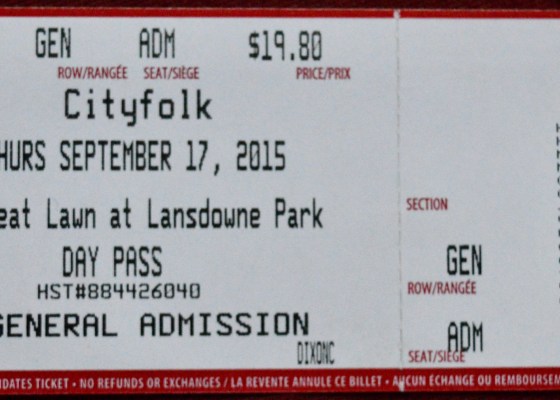 GEN ADM $19.80
ROW/RANGÉE SEAT/SIÈGE PRICE/PRIX
Cityfolk
HURS SEPTEMBER 17, 2015
eat Lawn at Lansdowne Park
DAY PASS
HST#884426040
GENERAL ADMISSION
DIXONC
IDATES TICKET • NO REFUNDS OR EXCHANGES / LA REVENTE ANNULE CE BILLET • AUCUN ÉCHANGE OU REMBOURSEM
SECTION
GEN
ROW/RANGÉE
ADM
SEAT/SIÈGE